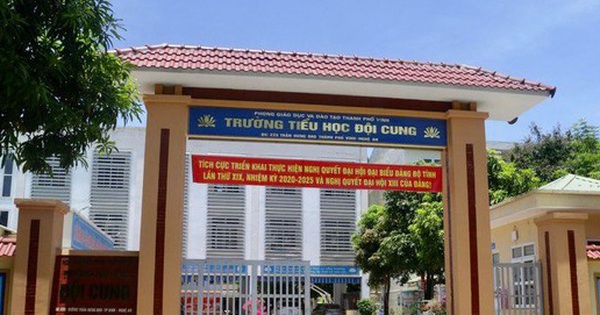 PHÒNG GIÁO DỤC VÀ ĐÀO TẠO THÀNH PHỐ VINH
TRƯỜNG TIỂU HỌC ĐỘI CUNG
TÍCH CỰC TRIỂN KHAI THỰC HIỆN NGHỊ QUYẾT ĐẠI HỘI ĐẠI BIỂU ĐẢNG BỘ TỈNH
LẦN THỨ XIX, NHIỆM KỲ 2020-2025 VÀ NGHỊ QUYẾT ĐẠI HỘI XIII CỦA ĐẢNG!
ĐỘI CUNG